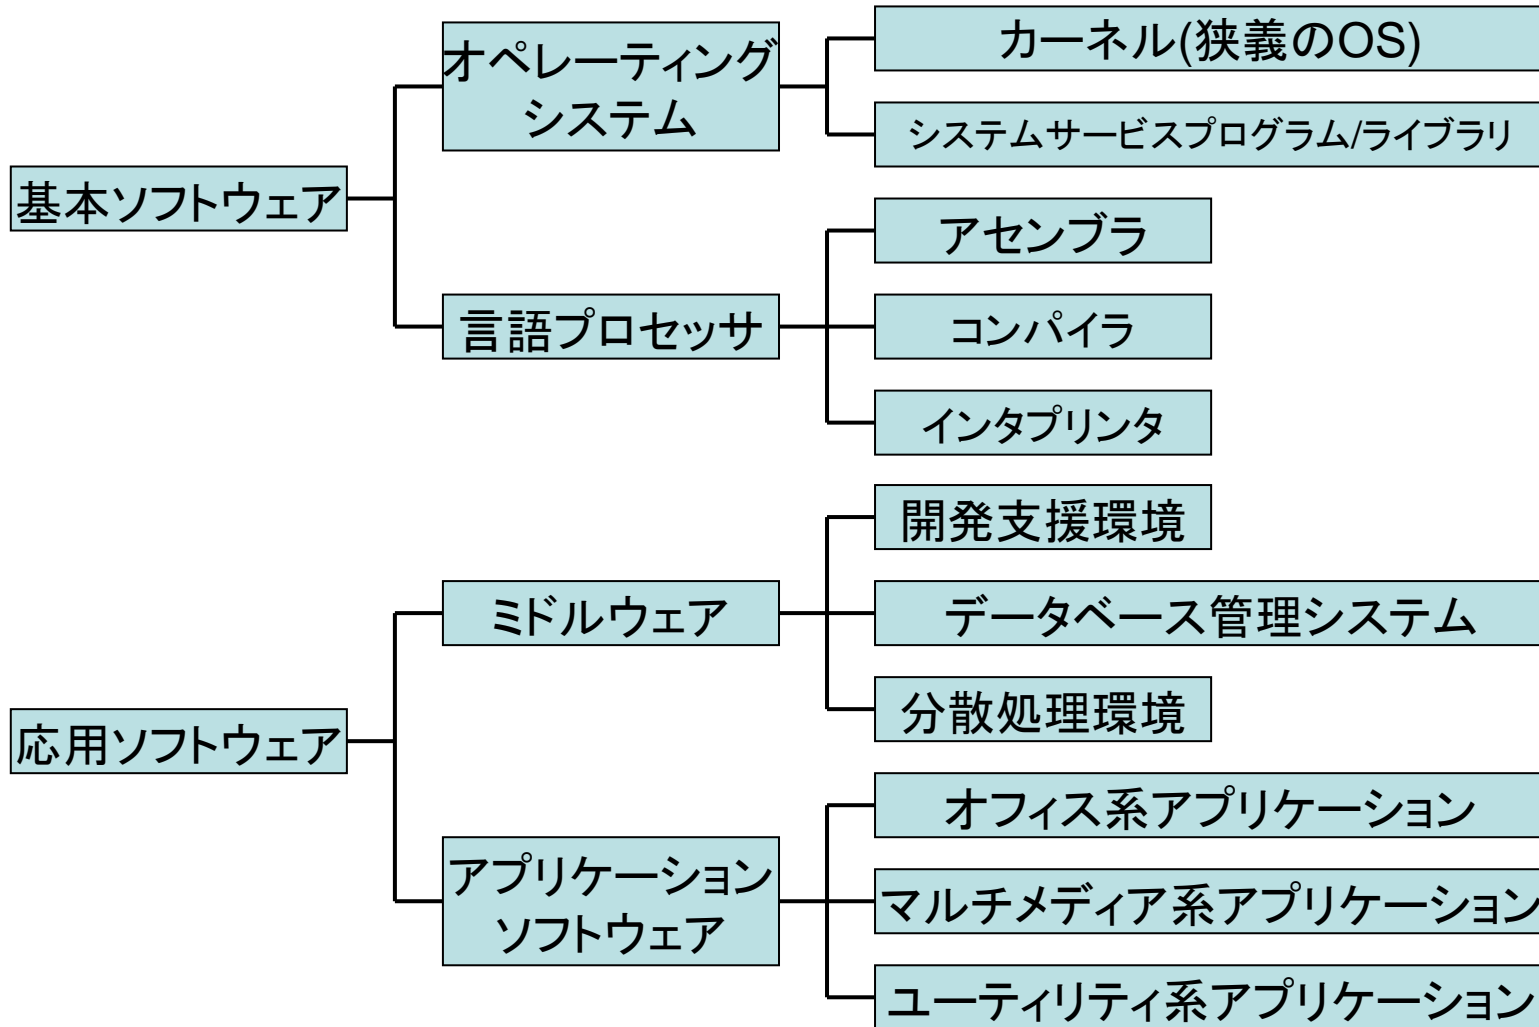 基本ソフトウェア
オペレーティング
システム
カーネル(狭義のOS)
システムサービスプログラム/ライブラリ
言語プロセッサ
アセンブラ
コンパイラ
インタプリンタ
応用ソフトウェア
ミドルウェア
開発支援環境
データベース管理システム
分散処理環境
アプリケーション
ソフトウェア
オフィス系アプリケーション
マルチメディア系アプリケーション
ユーティリティ系アプリケーション